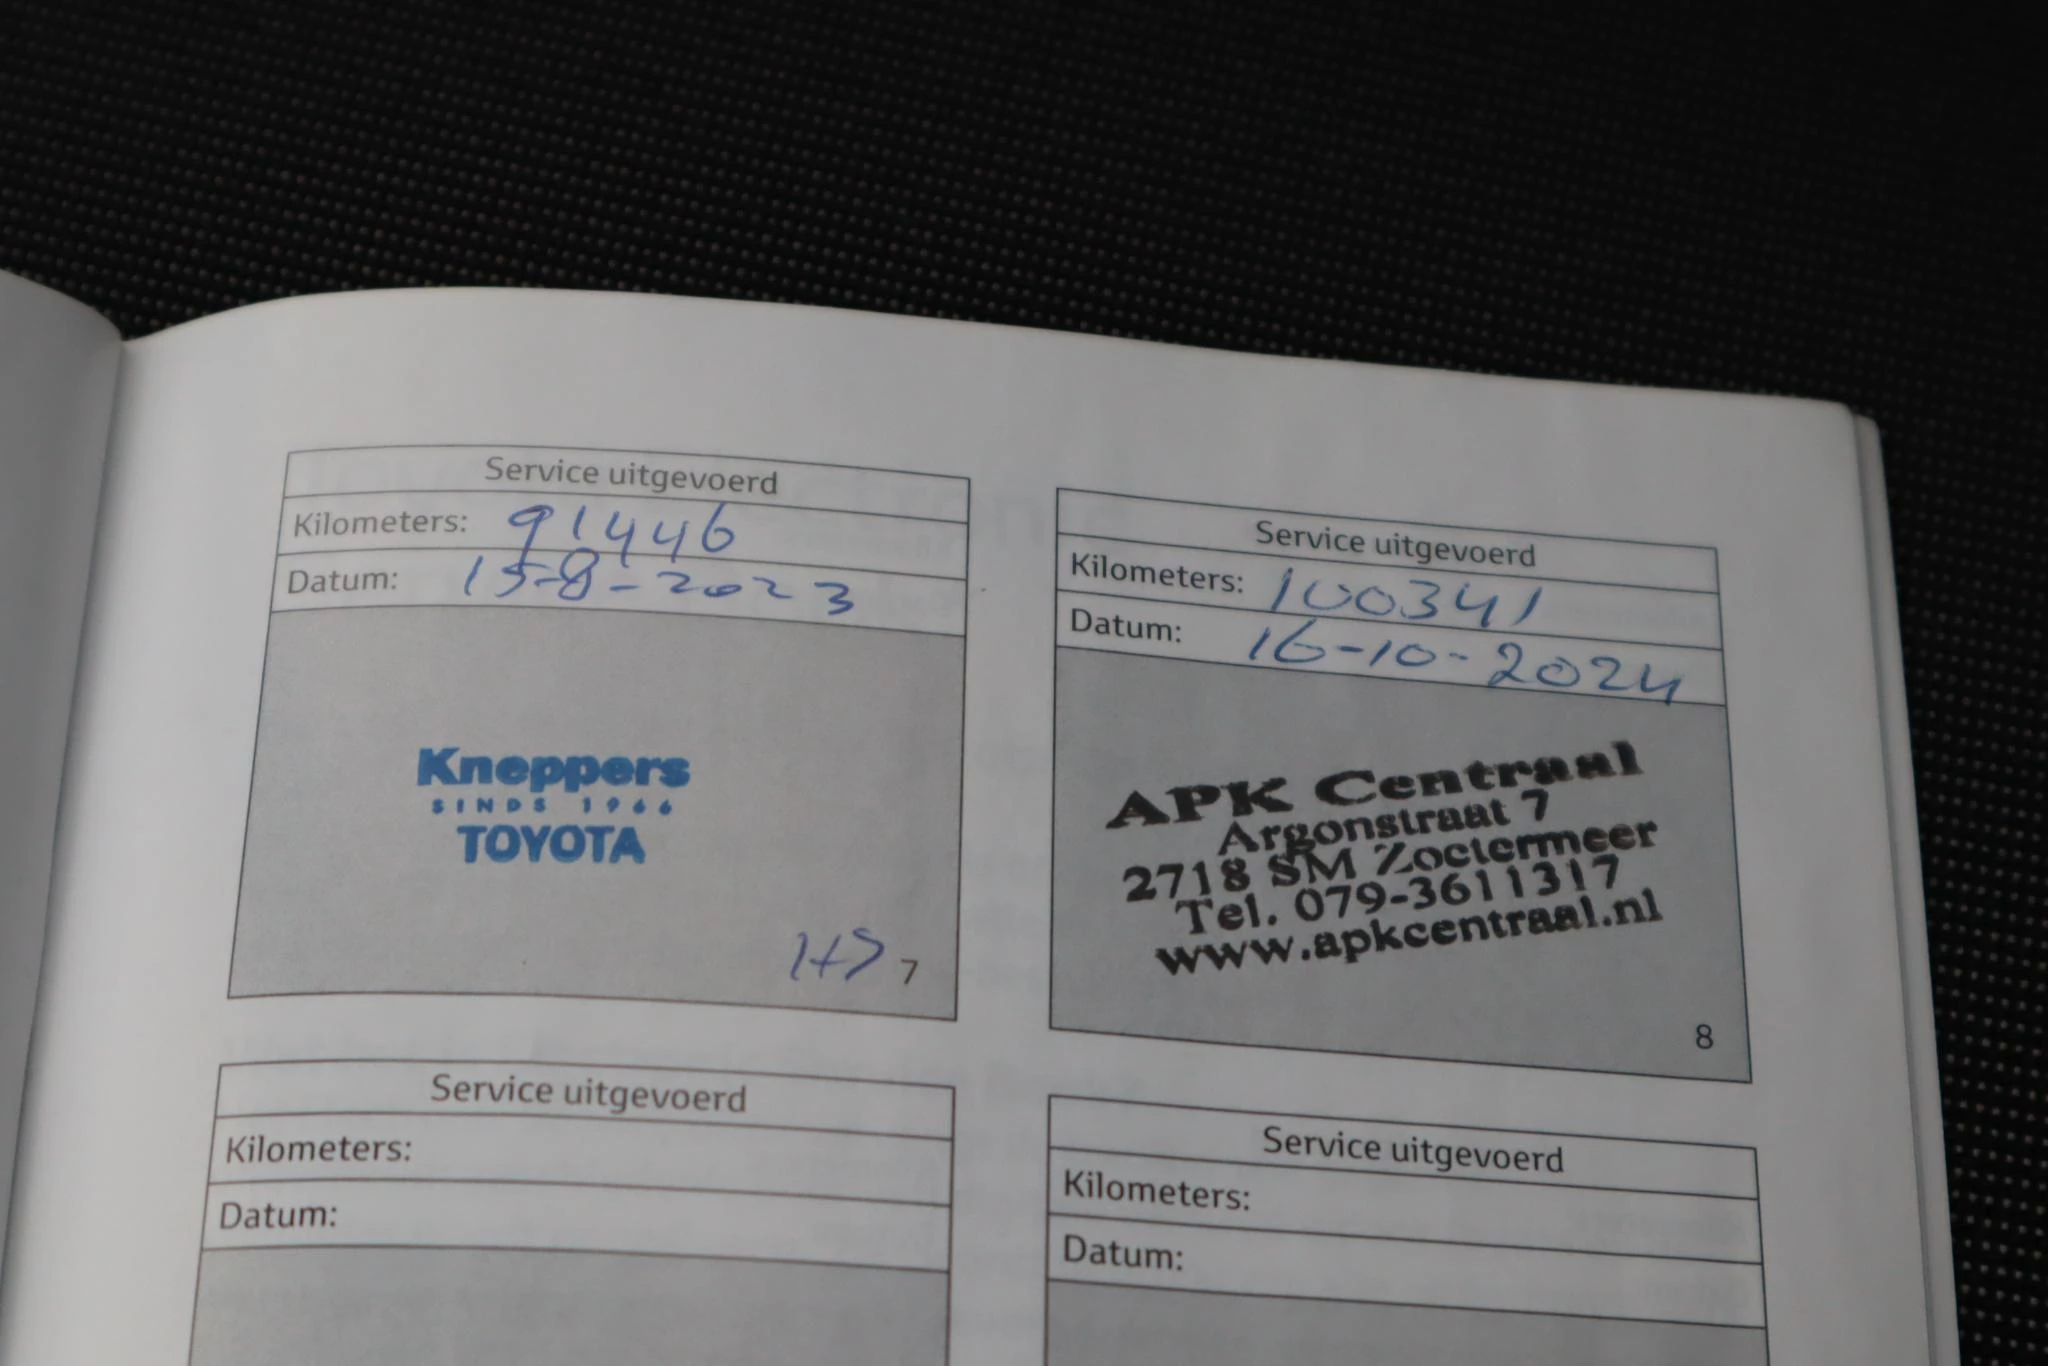 Service uitgevoerd
Kilometers: 91446
Datum: 15-8-2023
Kneppers
SINDS 1966
TOYOTA
7
Service uitgevoerd
Kilometers: 100341
Datum: 16-10-2024
APK Centraal
Argonstraat 7
2718 SM Zoetermeer
Tel. 079-3611317
www.apkcentraal.nl
8
Service uitgevoerd
Kilometers:
Datum:
Service uitgevoerd
Kilometers:
Datum: